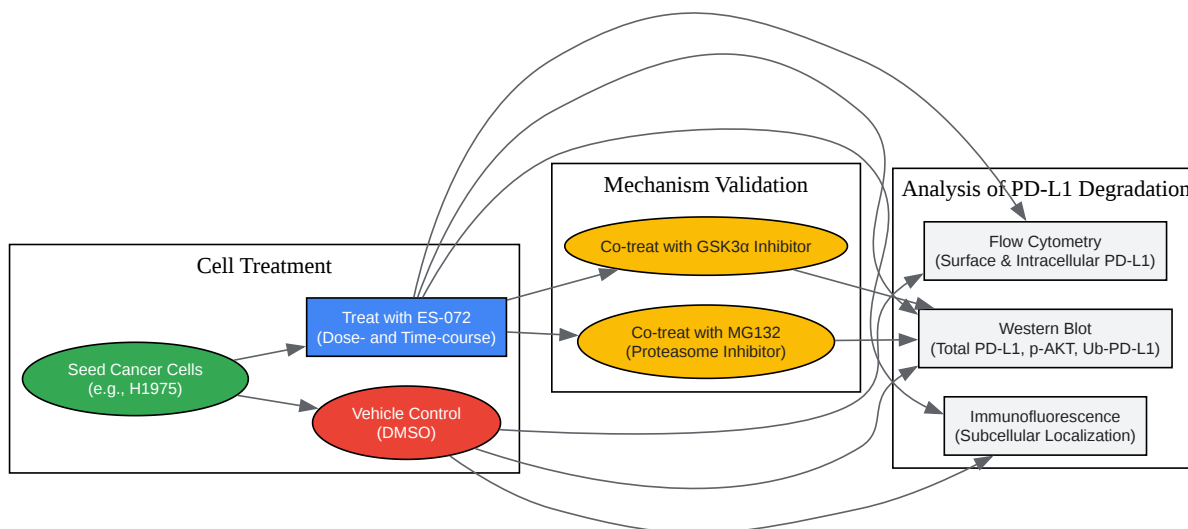 Cell Treatment
Seed Cancer Cells
(e.g., H1975)
Treat with ES-072
(Dose- and Time-course)
Vehicle Control
(DMSO)
Mechanism Validation
Co-treat with GSK3α Inhibitor
Co-treat with MG132
(Proteasome Inhibitor)
Analysis of PD-L1 Degradation
Flow Cytometry
(Surface & Intracellular PD-L1)
Western Blot
(Total PD-L1, p-AKT, Ub-PD-L1)
Immunofluorescence
(Subcellular Localization)